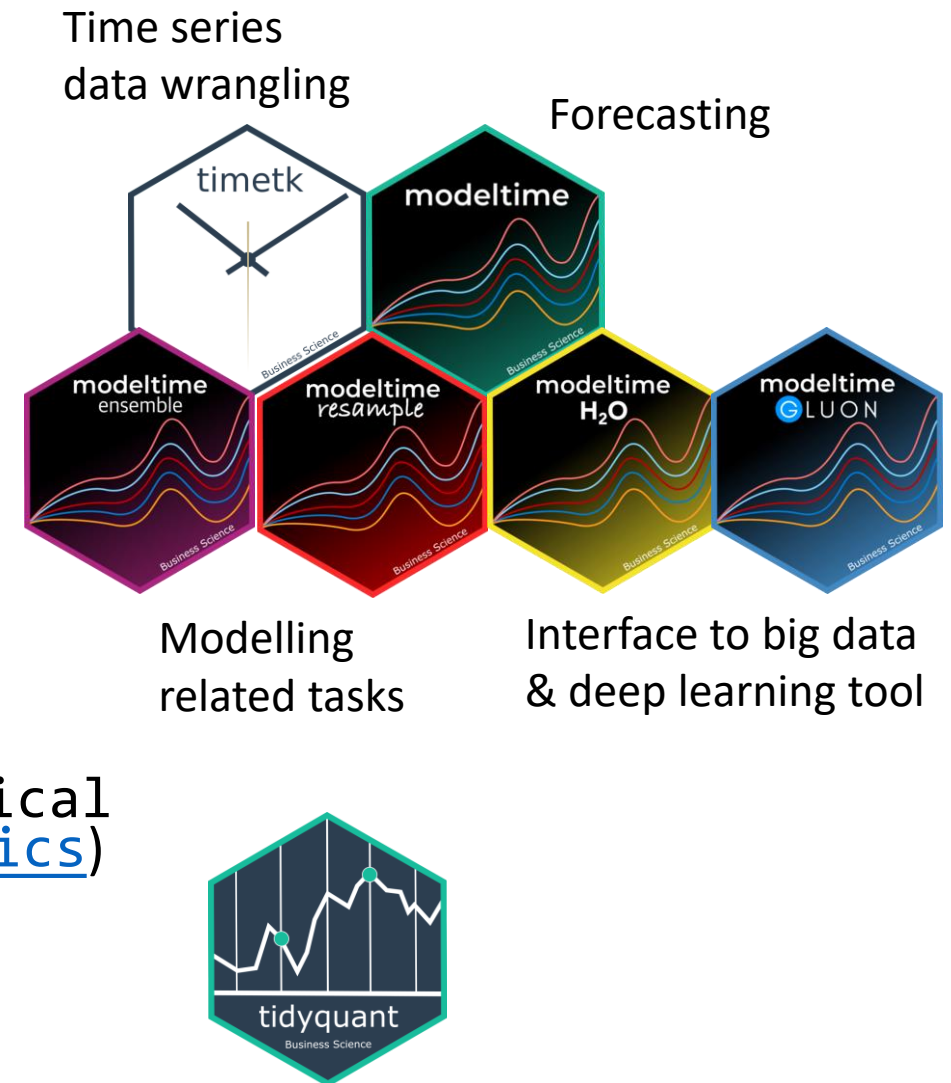 Time series
data wrangling
Forecasting
timetk
Business Science
modeltime
Business Science
modeltime
ensemble
Business Science
modeltime
resample
Business Science
modeltime
H₂O
Business Science
modeltime
GLUON
Business Science
Modelling
related tasks
Interface to big data
& deep learning tool
ical
ics)
tidyquant
Business Science